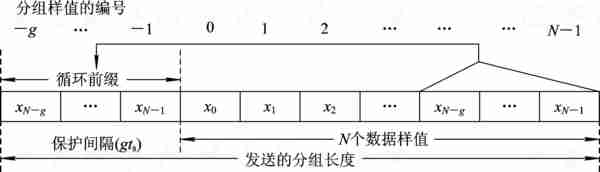 分组样值的编号
-g ... -1 0 1 2 ... ... ... N-1
循环前缀
x_{N-g} ... x_{N-1} x_0 x_1 x_2 ... x_{N-g} ... x_{N-1}
保护间隔(gt_s) N个数据样值
发送的分组长度